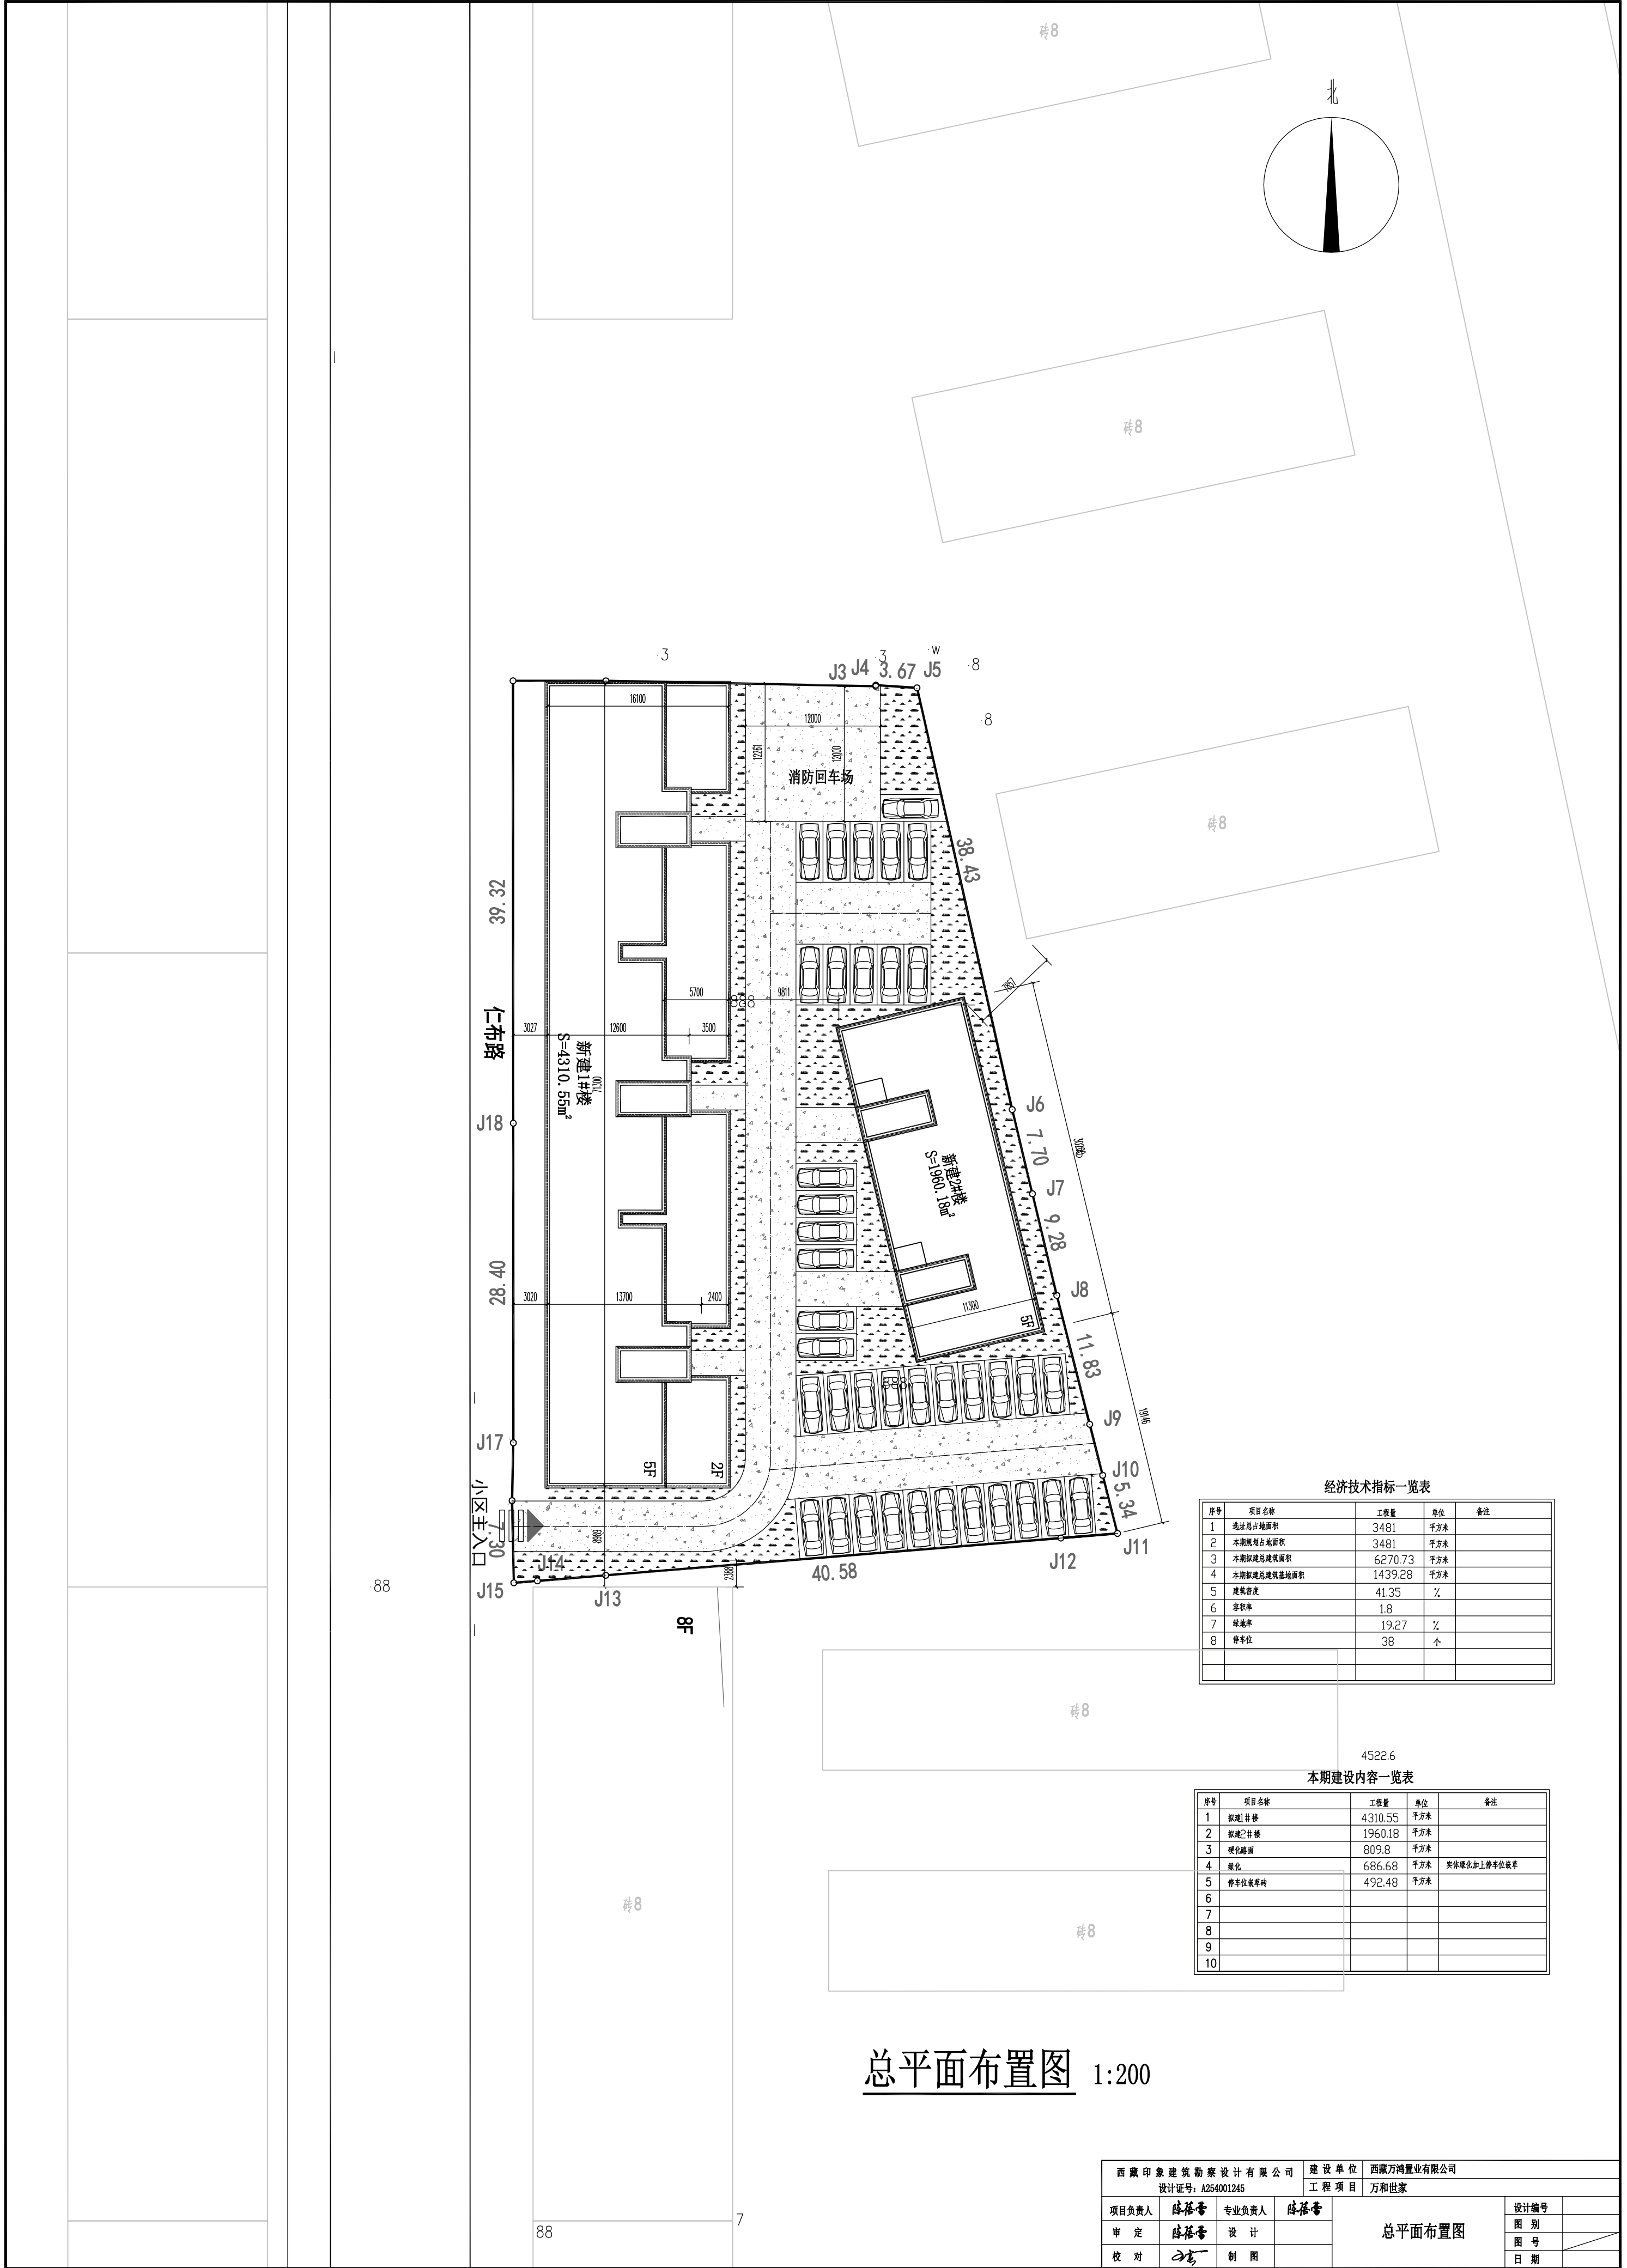 砖8
北
砖8
砖8
3
3
W
8
8
J3
J4
3.67
J5
16100
12000
12261
12000
消防回车场
38.43
39.32
仁布路
5700
888
9811
3027
12600
3500
新建1#楼
S=4310.55m²
71300
J18
J6
7.70
J7
9.28
新建2#楼
S=1960.18m²
J8
28.40
3020
13700
2400
11300
5F
11.83
888
J9
19146
J17
5F
2F
J10
5.34
小区主入口
7.30
8969
J11
J12
J14
J15
J13
2388
40.58
8F
88
经济技术指标一览表
序号 项目名称 工程量 单位 备注
1 选址总占地面积 3481 平方米
2 本期规划占地面积 3481 平方米
3 本期拟建总建筑面积 6270.73 平方米
4 本期拟建总建筑基地面积 1439.28 平方米
5 建筑密度 41.35 %
6 容积率 1.8
7 绿地率 19.27 %
8 停车位 38 个
砖8
4522.6
本期建设内容一览表
序号 项目名称 工程量 单位 备注
1 拟建1#楼 4310.55 平方米
2 拟建2#楼 1960.18 平方米
3 硬化路面 809.8 平方米
4 绿化 686.68 平方米 实体绿化加上停车位嵌草
5 停车位嵌草砖 492.48 平方米
6
7
8
9
10
砖8
砖8
总平面布置图 1:200
88
7
西藏印象建筑勘察设计有限公司
设计证号: A254001245
建设单位 西藏万鸿置业有限公司
工程项目 万和世家
项目负责人
专业负责人
审定
设计
校对
制图
总平面布置图
设计编号
图别
图号
日期